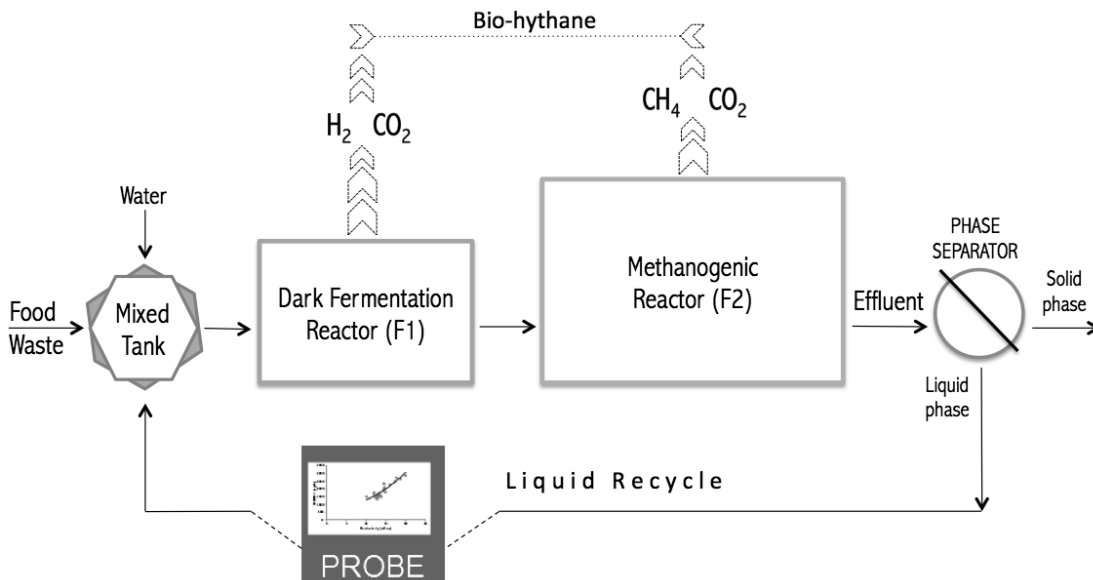 Bio-hythane
H₂ CO₂
CH₄ CO₂
Water
Food
Waste
Mixed
Tank
Dark Fermentation
Reactor (F1)
Methanogenic
Reactor (F2)
Effluent
PHASE
SEPARATOR
Solid
phase
Liquid
phase
Liquid Recycle
PROBE